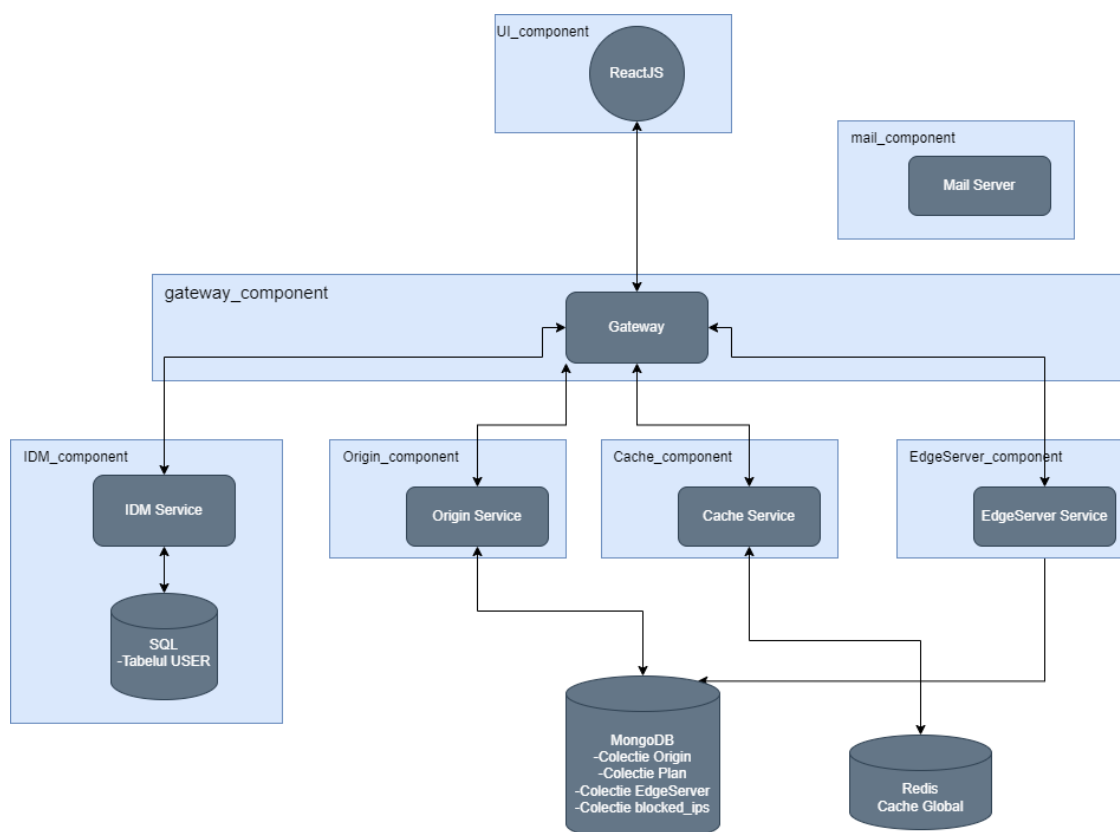 UI_component
ReactJS
mail_component
Mail Server
gateway_component
Gateway
IDM_component
IDM Service
SQL
-Tabelul USER
Origin_component
Origin Service
Cache_component
Cache Service
EdgeServer_component
EdgeServer Service
MongoDB
-Colectie Origin
-Colectie Plan
-Colectie EdgeServer
-Colectie blocked_ips
Redis
Cache Global